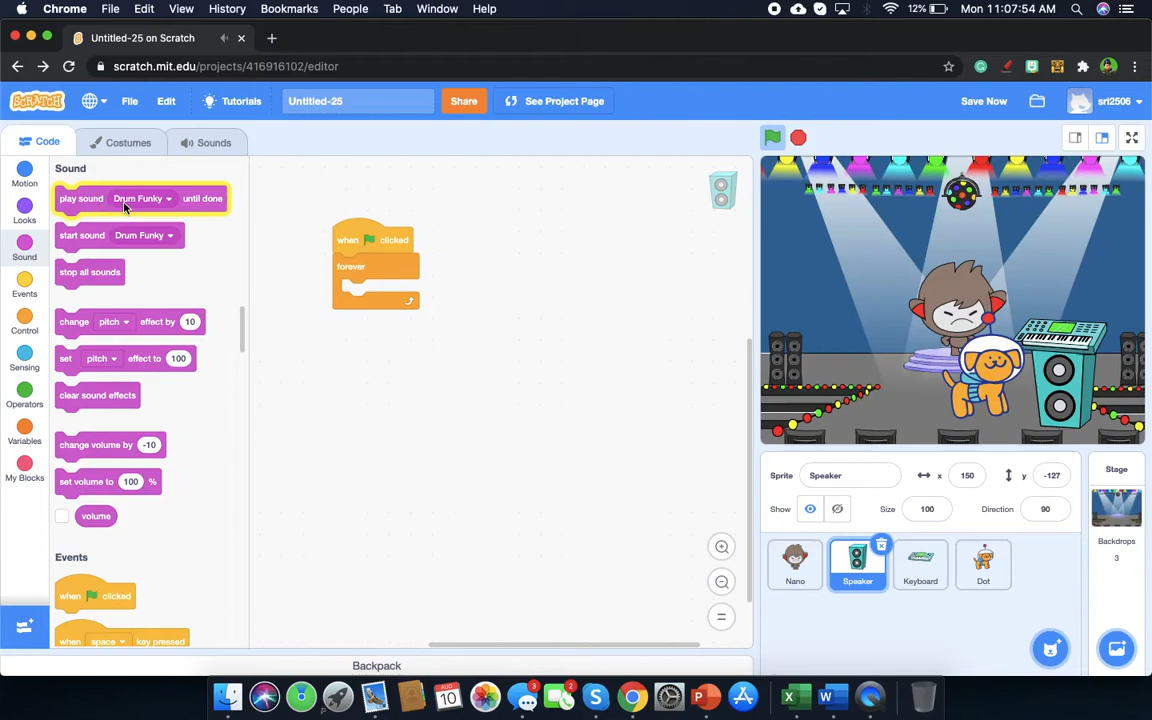 Chrome File Edit View History Bookmarks People Tab Window Help 12% Mon 11:07:54 AM
Untitled-25 on Scratch
scratch.mit.edu/projects/416916102/editor
SCRATCH File Edit Tutorials Untitled-25 Share See Project Page Save Now sri2506
Code Costumes Sounds
Motion
Looks
Sound
Events
Control
Sensing
Operators
Variables
My Blocks
Sound
play sound Drum Funky until done
start sound Drum Funky
stop all sounds
change pitch effect by 10
set pitch effect to 100
clear sound effects
change volume by -10
set volume to 100 %
volume
Events
when clicked
when space key pressed
when clicked
forever
Backpack
Sprite Speaker x 150 y -127
Show Size 100 Direction 90
Nano Speaker Keyboard Dot
Stage
Backdrops
3
3
2
AUG
10